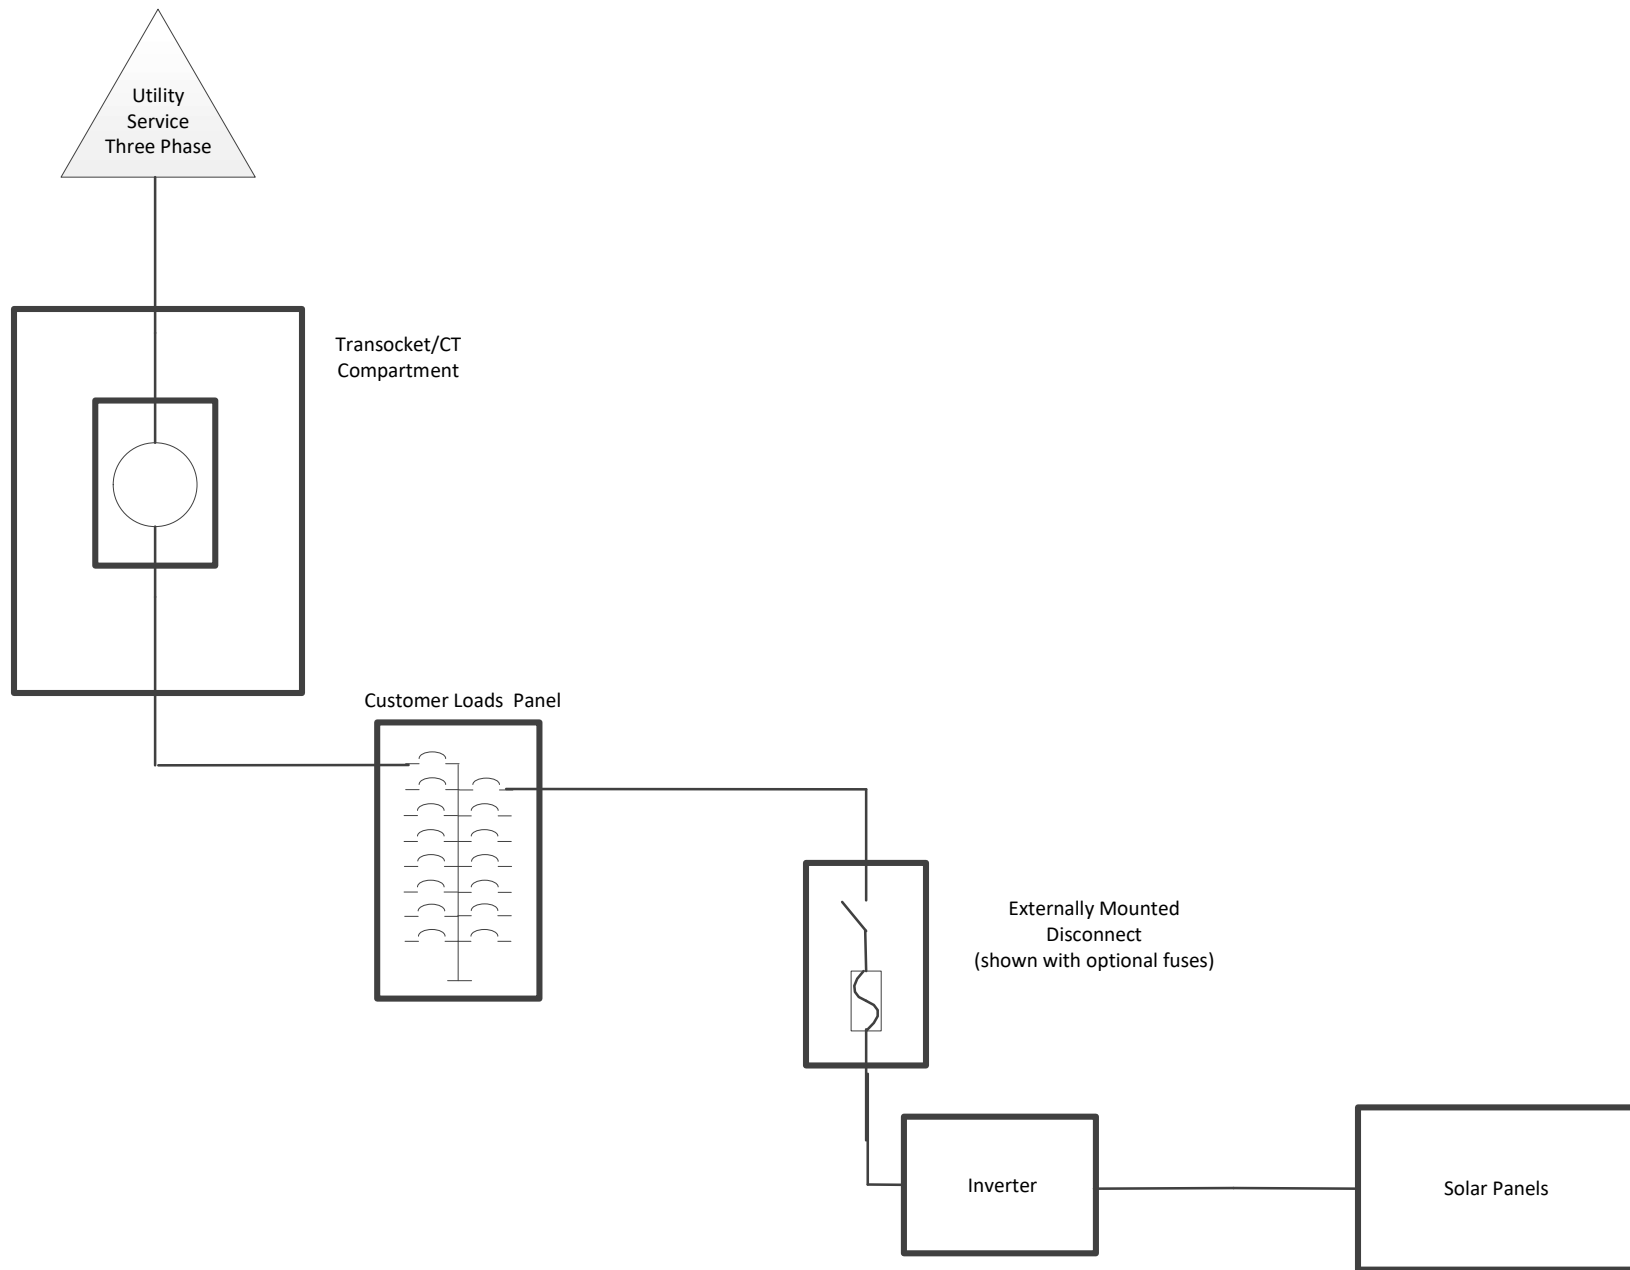 Utility
Service
Three Phase
Transocket/CT
Compartment
Customer Loads  Panel
Externally Mounted
Disconnect
(shown with optional fuses)
Inverter
Solar Panels